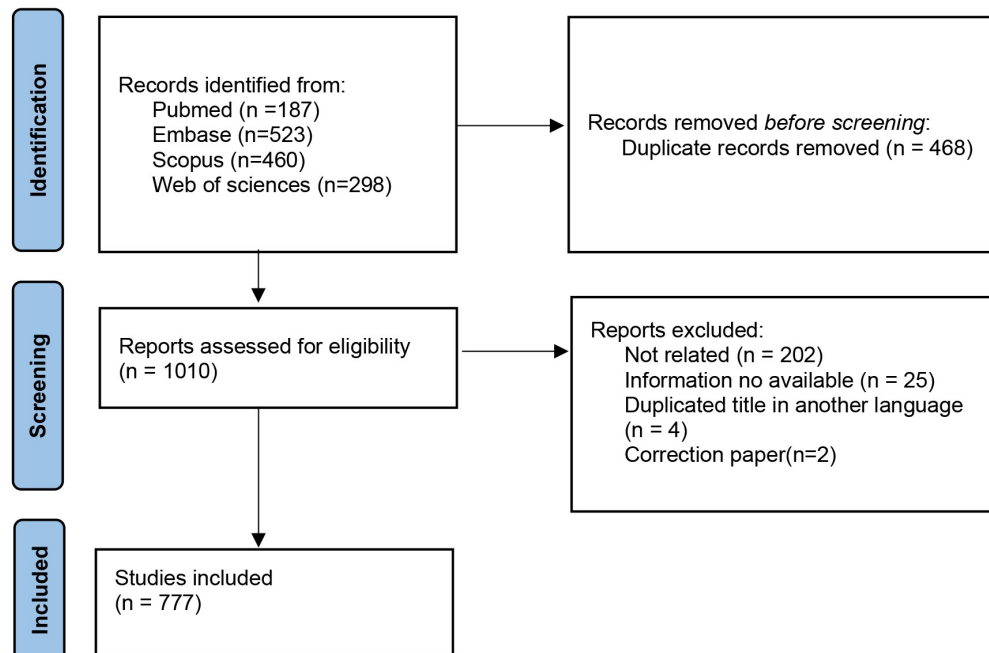 Identification
Records identified from:
Pubmed (n =187)
Embase (n=523)
Scopus (n=460)
Web of sciences (n=298)
Records removed before screening:
Duplicate records removed (n = 468)
Screening
Reports assessed for eligibility
(n = 1010)
Reports excluded:
Not related (n = 202)
Information no available (n = 25)
Duplicated title in another language
(n = 4)
Correction paper(n=2)
Included
Studies included
(n = 777)